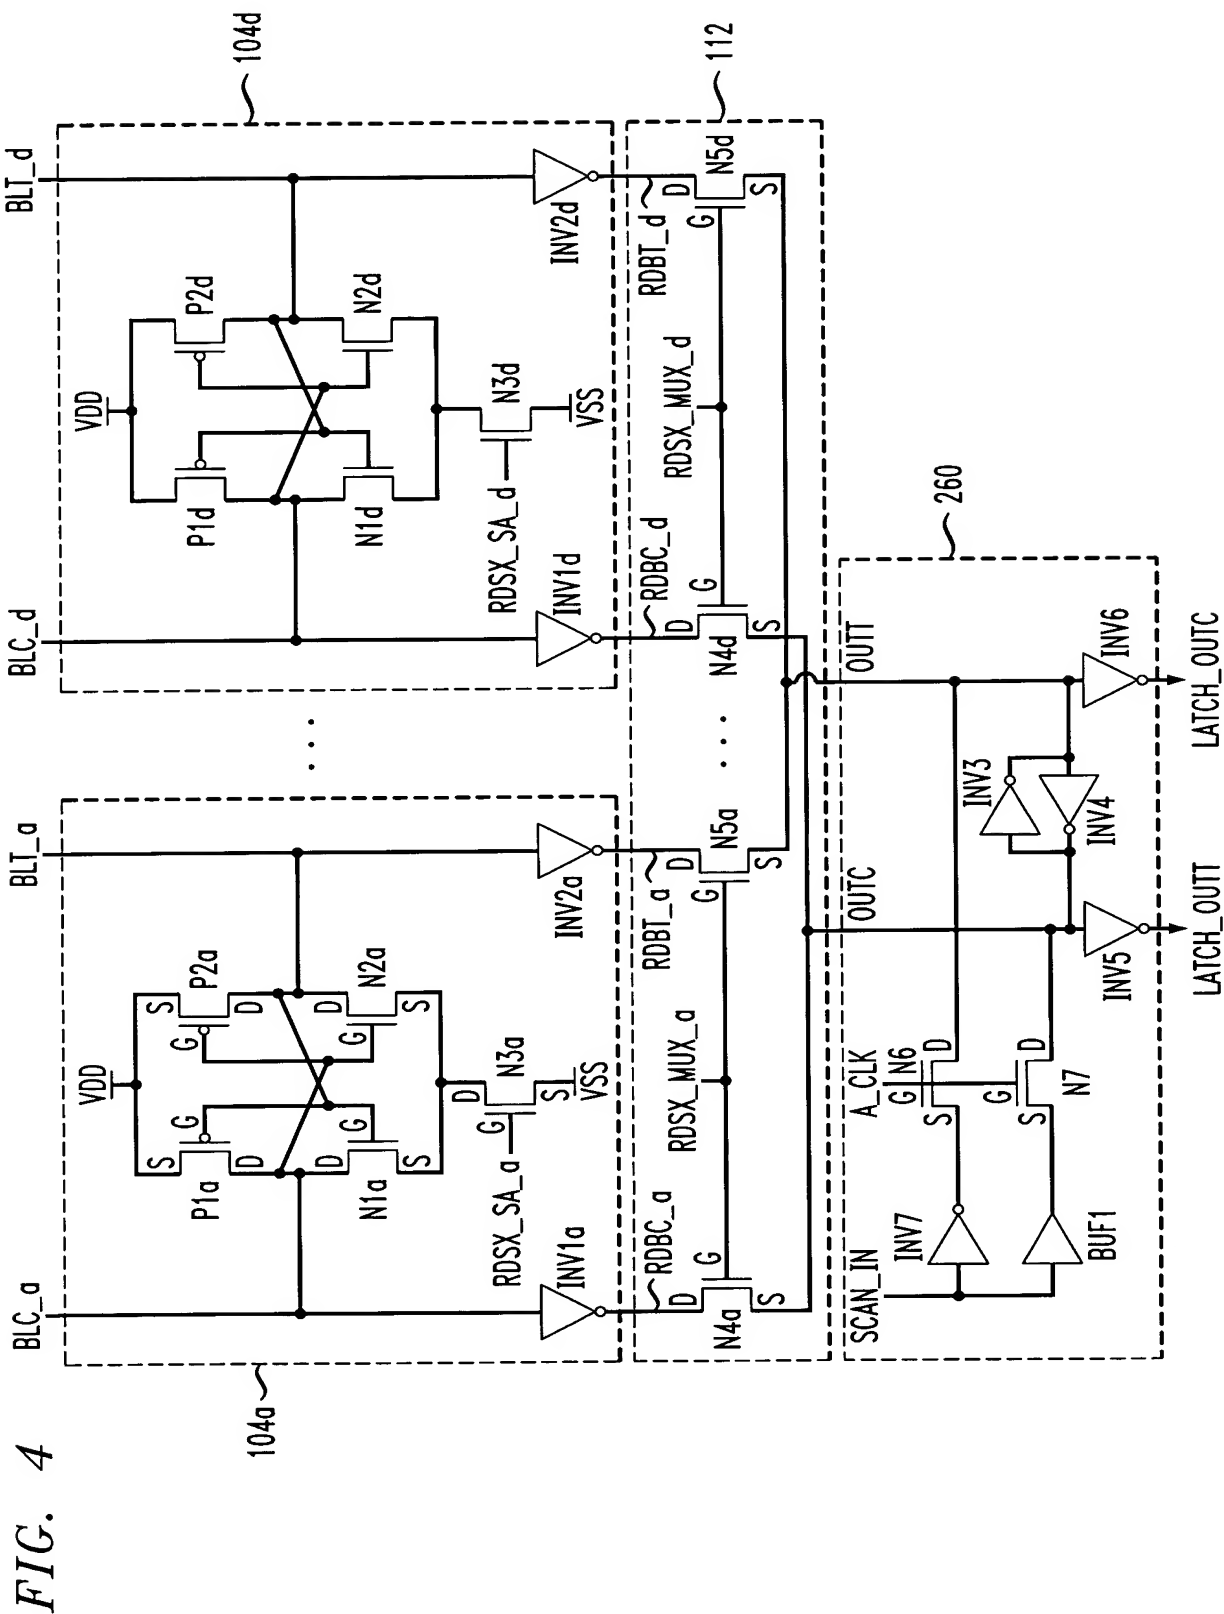 FIG. 4
104a
104d
BLC_a
BLT_a
BLC_d
BLT_d
VDD
VDD
S
S
P1a
G
G
P2a
D
D
P1d
P2d
D
D
N1a
G
G
N2a
S
S
N1d
N2d
D
RDSX_SA_a
G
N3a
S
VSS
RDSX_SA_d
N3d
VSS
INV1a
INV2a
INV1d
INV2d
112
RDBC_a
RDSX_MUX_a
RDBT_a
RDBC_d
RDSX_MUX_d
RDBT_d
D
G
N4a
S
D
G
N5a
S
D
G
N4d
S
D
G
N5d
S
260
SCAN_IN
A_CLK
OUTC
OUTT
INV7
G
N6
S
D
BUF1
G
N7
S
D
INV3
INV4
INV5
INV6
LATCH_OUTT
LATCH_OUTC